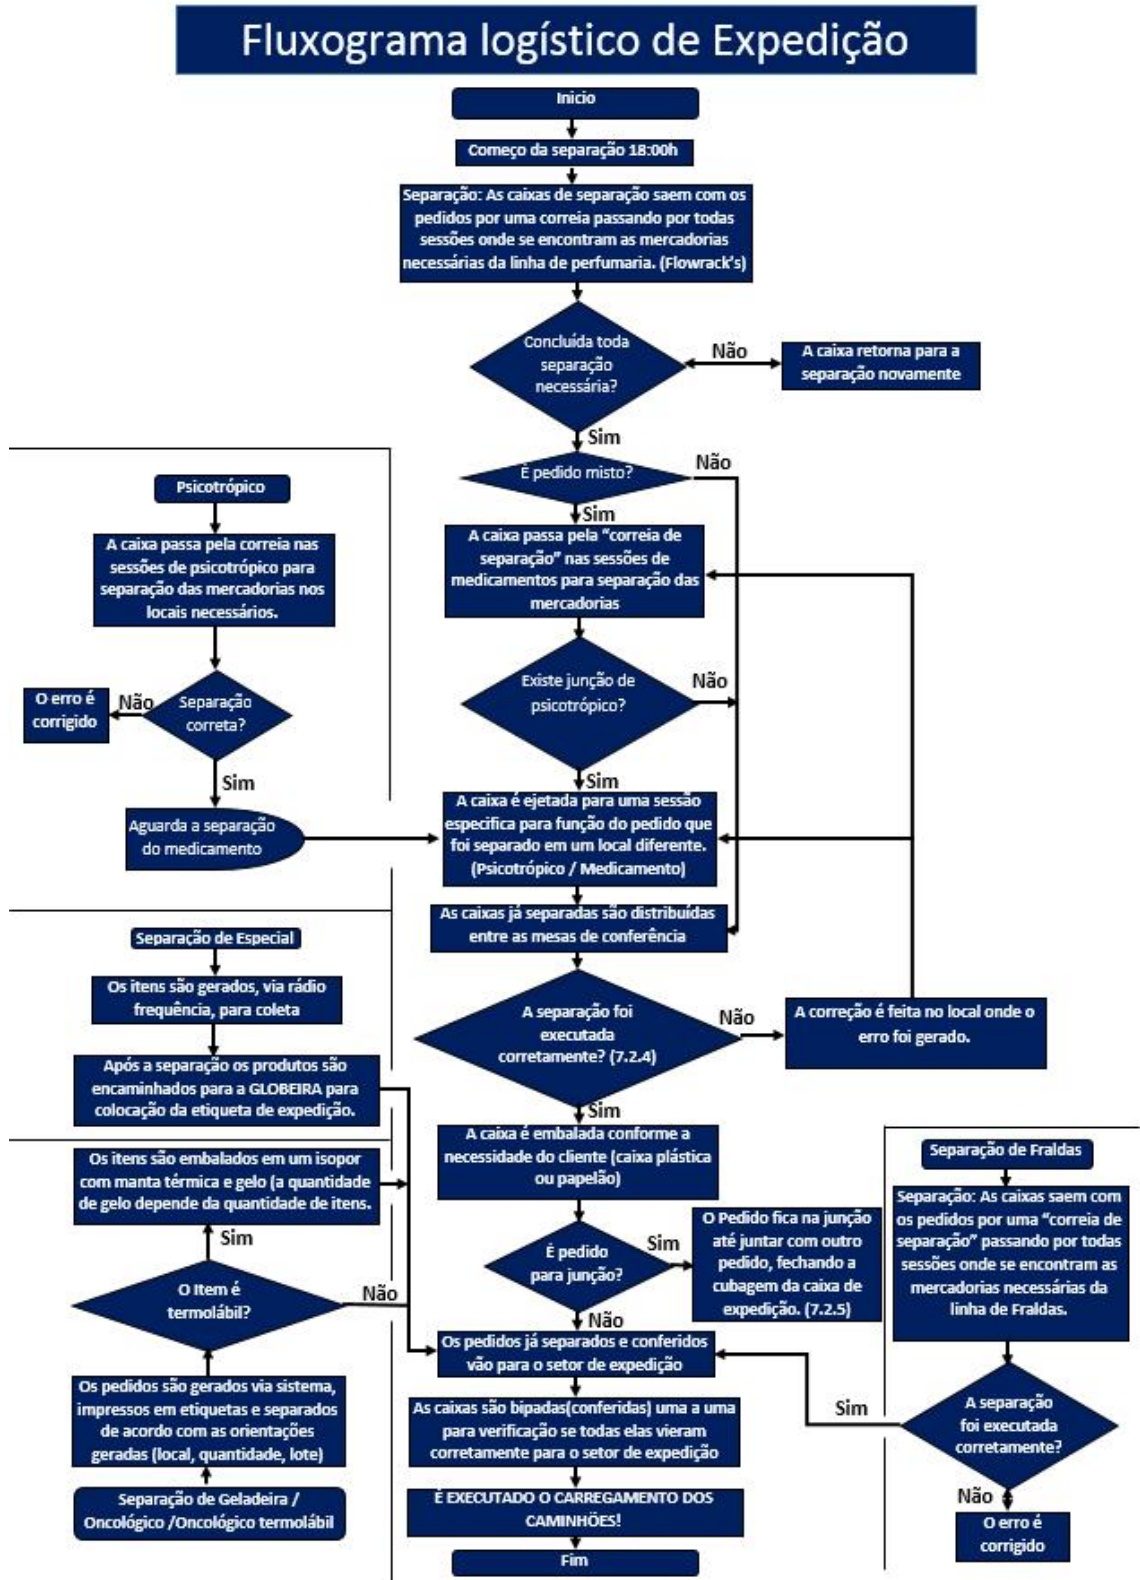 Fluxograma logístico de Expedição
Inicio
Começo da separação 18:00h
Separação: As caixas de separação saem com os
pedidos por uma correia passando por todas
sessões onde se encontram as mercadorias
necessárias da linha de perfumaria. (Flowrack's)
Concluída toda
separação
necessária?
Não
A caixa retorna para a
separação novamente
Sim
É pedido misto?
Não
Sim
A caixa passa pela “correia de
separação” nas sessões de
medicamentos para separação das
mercadorias
Existe junção de
psicotrópico?
Não
Sim
A caixa é ejetada para uma sessão
especifica para função do pedido que
foi separado em um local diferente.
(Psicotrópico / Medicamento)
As caixas já separadas são distribuídas
entre as mesas de conferência
A separação foi
executada
corretamente? (7.2.4)
Não
A correção é feita no local onde o
erro foi gerado.
Sim
A caixa é embalada conforme a
necessidade do cliente (caixa plástica
ou papelão)
É pedido
para junção?
Sim
O Pedido fica na junção
até juntar com outro
pedido, fechando a
cubagem da caixa de
expedição. (7.2.5)
Não
Os pedidos já separados e conferidos
vão para o setor de expedição
As caixas são bipadas(conferidas) uma a uma
para verificação se todas elas vieram
corretamente para o setor de expedição
É EXECUTADO O CARREGAMENTO DOS
CAMINHÖES!
Fim
Psicotrópico
A caixa passa pela correia nas
sessões de psicotrópico para
separação das mercadorias nos
locais necessários.
Separação
correta?
Não
O erro é
corrigido
Sim
Aguarda a separação
do medicamento
Separação de Especial
Os itens são gerados, via rádio
frequência, para coleta
Após a separação os produtos são
encaminhados para a GLOBEIRA para
colocação da etiqueta de expedição.
Os itens são embalados em um isopor
com manta térmica e gelo (a quantidade
de gelo depende da quantidade de itens.
Sim
O Item é
termolábil?
Não
Os pedidos são gerados via sistema,
impressos em etiquetas e separados
de acordo com as orientações
geradas (local, quantidade, lote)
Separação de Geladeira /
Oncológico /Oncológico termolábil
Separação de Fraldas
Separação: As caixas saem com
os pedidos por uma “correia de
separação” passando por todas
sessões onde se encontram as
mercadorias necessárias da
linha de Fraldas.
A separação
foi executada
corretamente?
Sim
Não
O erro é
corrigido